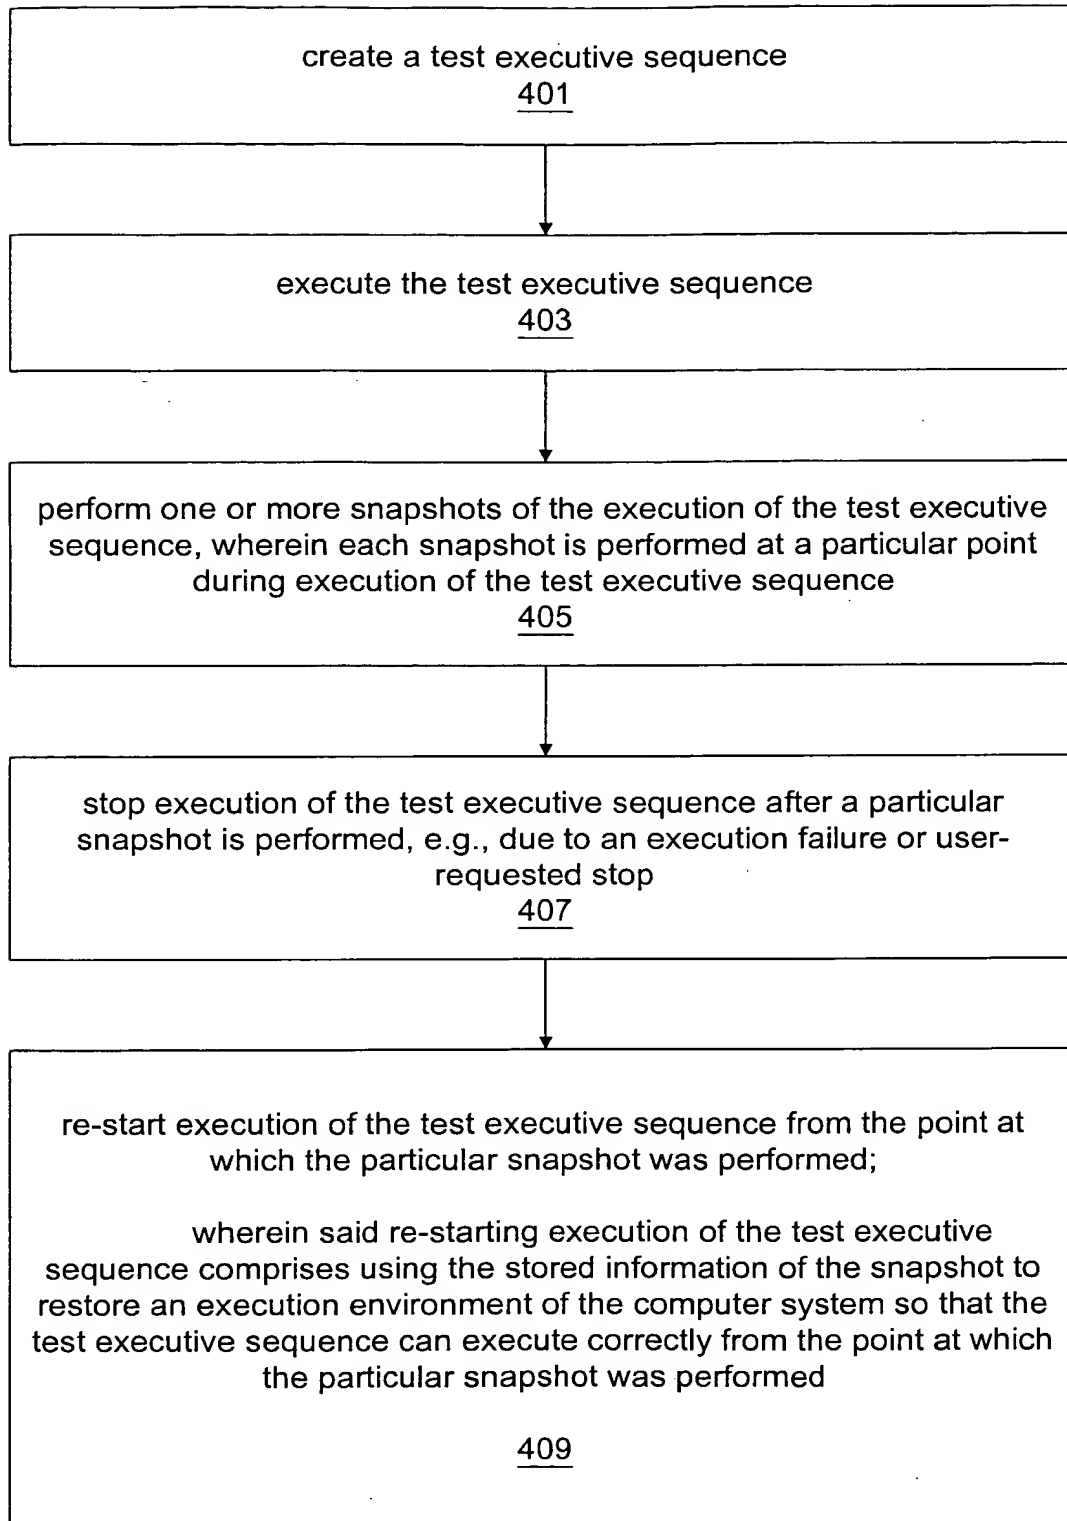 create a test executive sequence
401
execute the test executive sequence
403
perform one or more snapshots of the execution of the test executive
sequence, wherein each snapshot is performed at a particular point
during execution of the test executive sequence
405
stop execution of the test executive sequence after a particular
snapshot is performed, e.g., due to an execution failure or user-
requested stop
407
re-start execution of the test executive sequence from the point at
which the particular snapshot was performed;
wherein said re-starting execution of the test executive
sequence comprises using the stored information of the snapshot to
restore an execution environment of the computer system so that the
test executive sequence can execute correctly from the point at which
the particular snapshot was performed
409